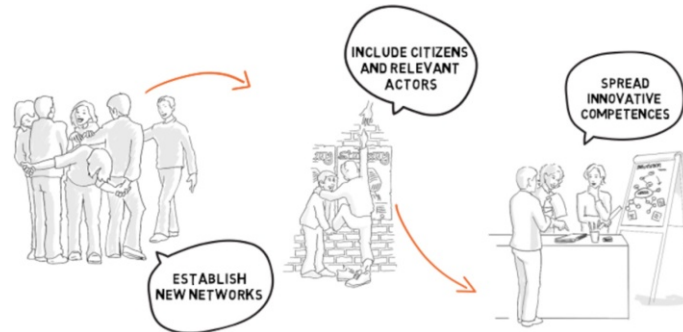 ESTABLISH
NEW NETWORKS
INCLUDE CITIZENS
AND RELEVANT
ACTORS
SPREAD
INNOVATIVE
COMPETENCES